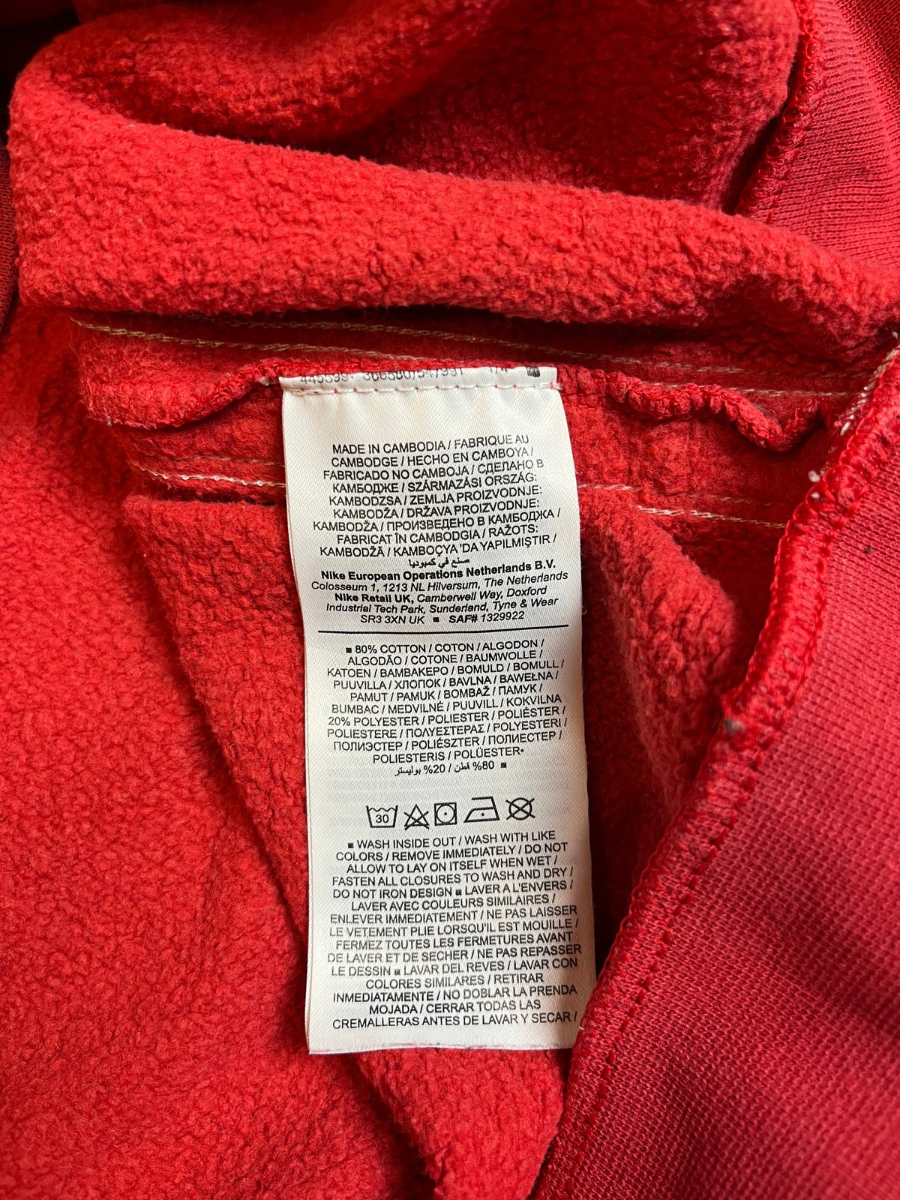 MADE IN CAMBODIA / FABRIQUE AU
CAMBODGE / HECHO EN CAMBOYA /
FABRICADO NO CAMBOJA / СДЕЛАНО В
КАМБОДЖЕ / SZÁRMAZÁSI ORSZÁG:
KAMBODZSA / ZEMLJA PROIZVODNJE:
KAMBODŽA / DRŽAVA PROIZVODNJE:
KAMBODŽA / ПРОИЗВЕДЕНО В КАМБОДЖА /
FABRICAT ÎN CAMBODGIA / RAŽOTS:
KAMBODŽĀ / KAMBOÇYA 'DA YAPILMIŞTIR /
صنع في كمبوديا
Nike European Operations Netherlands B.V.
Colosseum 1, 1213 NL Hilversum, The Netherlands
Nike Retail UK, Camberwell Way, Doxford
Industrial Tech Park, Sunderland, Tyne & Wear
SR3 3XN UK ■ SAF# 1329922
■ 80% COTTON / COTON / ALGODON /
ALGODÃO / COTONE / BAUMWOLLE /
KATOEN / ΒΑΜΒΑΚΕΡΟ / BOMULD / BOMULL /
PUUVILLA / ХЛОПОК / BAVLNA / BAWEŁNA /
PAMUT / PAMUK / BOMBAŽ / ПАМУК /
BUMBAC / MEDVILNĖ / PUUVILL / KOKVILNA
20% POLYESTER / POLIESTER / POLIÉSTER /
POLIESTERE / ΠΟΛΥΕΣΤΕΡΑΣ / POLYESTERI /
ПОЛИЭСТЕР / POLIÉSZTER / ПОЛИЕСТЕР /
POLIESTERIS / POLÜESTER*
■ 80% قطن / 20% بوليستر
30
■ WASH INSIDE OUT / WASH WITH LIKE
COLORS / REMOVE IMMEDIATELY / DO NOT
ALLOW TO LAY ON ITSELF WHEN WET /
FASTEN ALL CLOSURES TO WASH AND DRY /
DO NOT IRON DESIGN ■ LAVER A L'ENVERS /
LAVER AVEC COULEURS SIMILAIRES /
ENLEVER IMMEDIATEMENT / NE PAS LAISSER
LE VETEMENT PLIE LORSQU'IL EST MOUILLE /
FERMEZ TOUTES LES FERMETURES AVANT
DE LAVER ET DE SECHER / NE PAS REPASSER
LE DESSIN ■ LAVAR DEL REVES / LAVAR CON
COLORES SIMILARES / RETIRAR
INMEDIATAMENTE / NO DOBLAR LA PRENDA
MOJADA / CERRAR TODAS LAS
CREMALLERAS ANTES DE LAVAR Y SECAR /